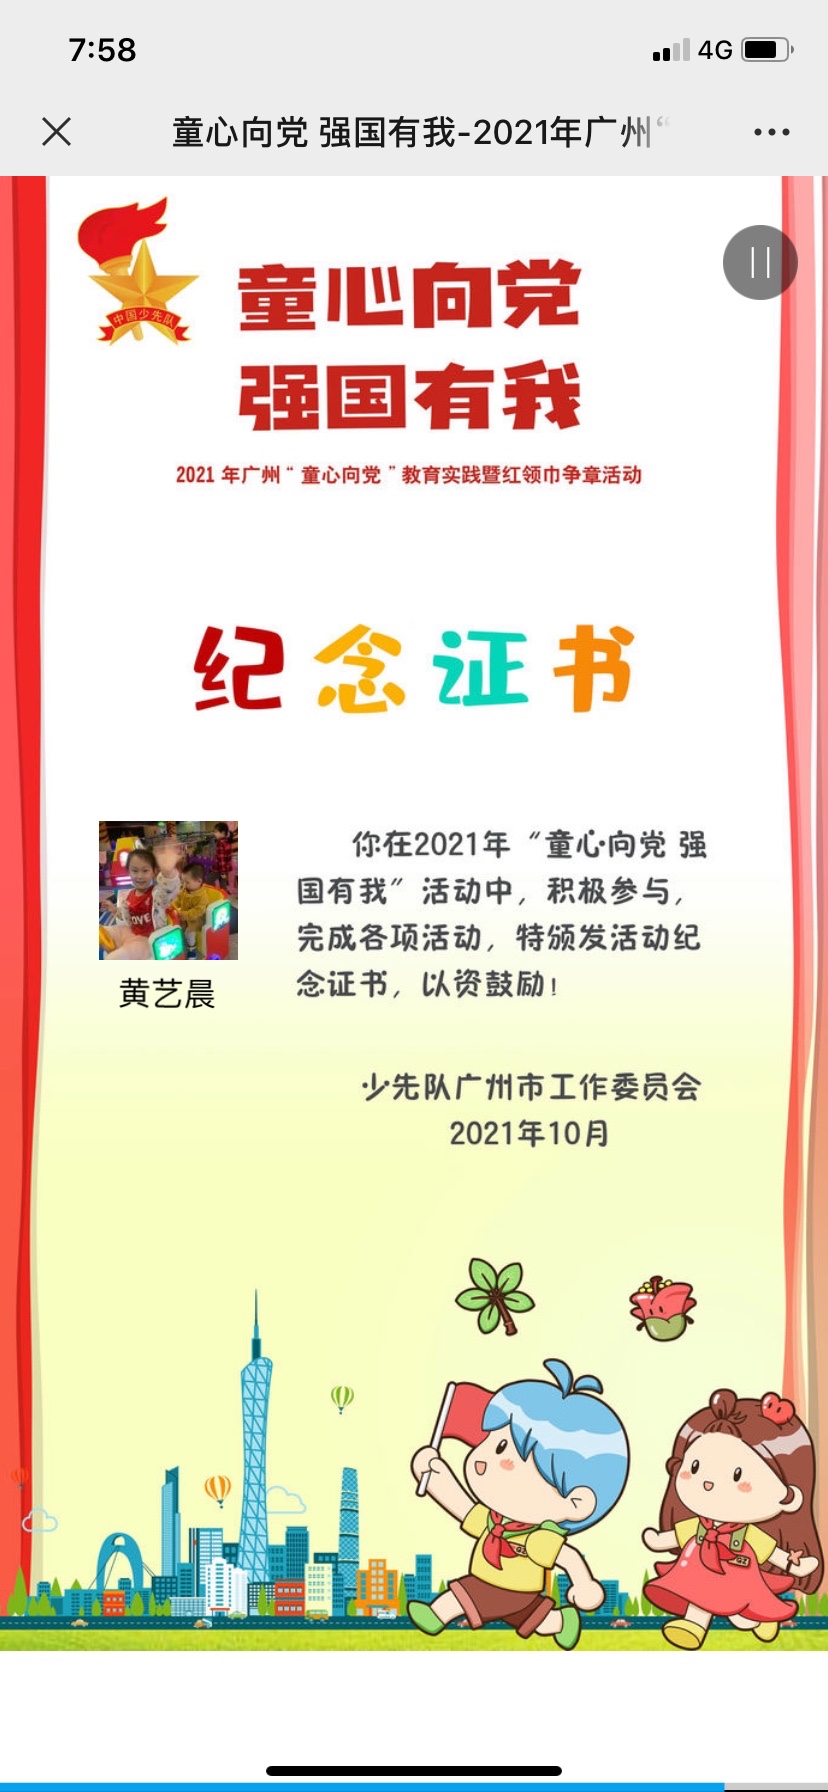 7:58
4G
童心向党 强国有我-2021年广州“
中国少先队
童心向党
强国有我
2021 年广州“ 童心向党 ”教育实践暨红领巾争章活动
纪念证书
你在2021年“童心向党 强
国有我”活动中，积极参与，
完成各项活动，特颁发活动纪
念证书，以资鼓励！
黄艺晨
少先队广州市工作委员会
2021年10月
GZ
GZ